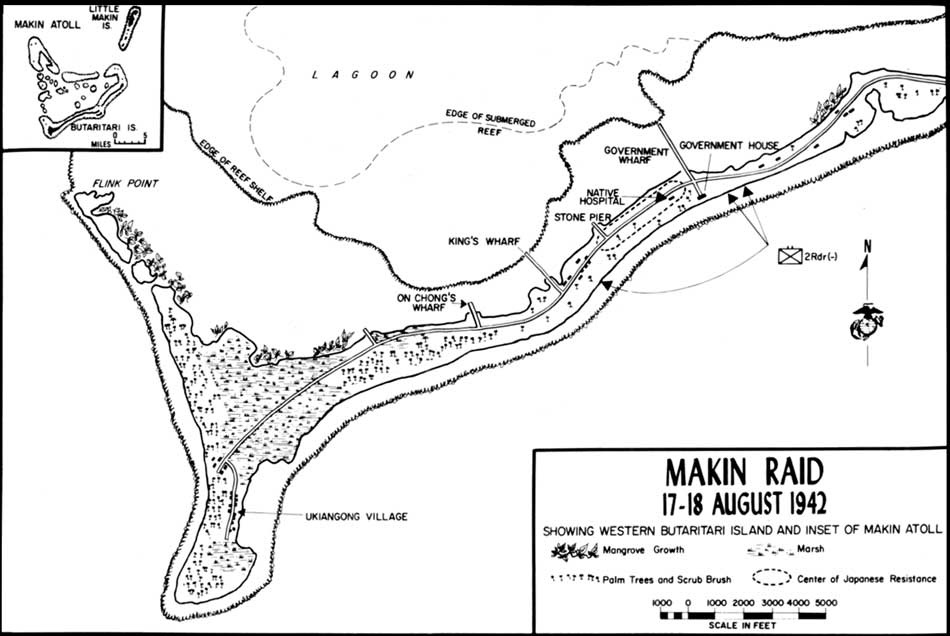 MAKIN ATOLL
LITTLE
MAKIN
IS.
BUTARITARI IS.
MILES 0 5
LAGOON
EDGE OF SUBMERGED
REEF
EDGE OF REEF SHELF
FLINK POINT
GOVERNMENT
WHARF
GOVERNMENT HOUSE
NATIVE
HOSPITAL
STONE PIER
KING'S WHARF
ON CHONG'S
WHARF
2Rdr(-)
N
UKIANGONG VILLAGE
MAKIN RAID
17-18 AUGUST 1942
SHOWING WESTERN BUTARITARI ISLAND AND INSET OF MAKIN ATOLL
Mangrove Growth
Marsh
Palm Trees and Scrub Brush
Center of Japanese Resistance
1000 0 1000 2000 3000 4000 5000
SCALE IN FEET